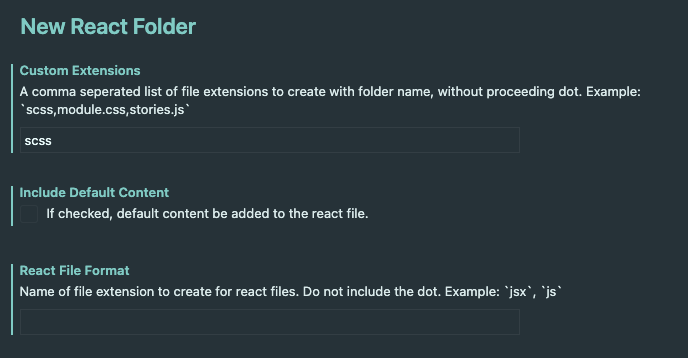 New React Folder
Custom Extensions
A comma seperated list of file extensions to create with folder name, without proceeding dot. Example:
`scss,module.css,stories.js`
scss
Include Default Content
If checked, default content be added to the react file.
React File Format
Name of file extension to create for react files. Do not include the dot. Example: `jsx`, `js`